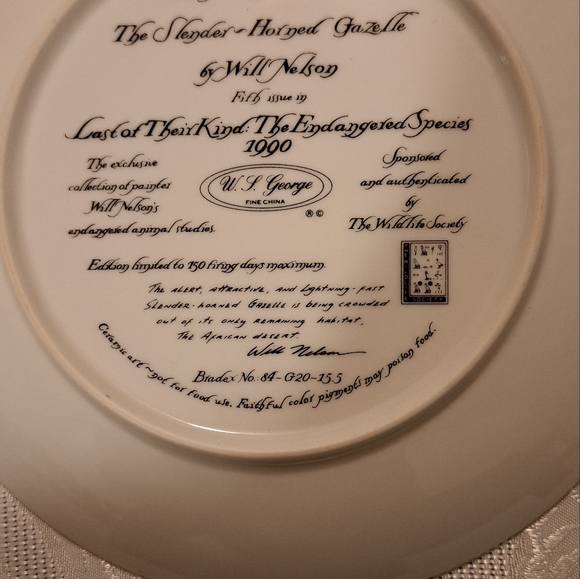 The Slender-Horned Gazelle
by Will Nelson
Fifth issue in
Last of Their Kind: The Endangered Species
1990
The exclusive
collection of painter
Will Nelson's
endangered animal studies.
W. S. George
FINE CHINA
® ©
Sponsored
and authenticated
by
The Wildlife Society
THE WILDLIFE
SOCIETY
Edition limited to 150 firing days maximum
The alert, attractive, and lightning-fast
Slender-horned Gazelle is being crowded
out of its only remaining habitat,
the African desert.
Will Nelson
Bradex No. 84-G20-15.5
Ceramic art ~ not for food use. Faithful color pigments may poison food.